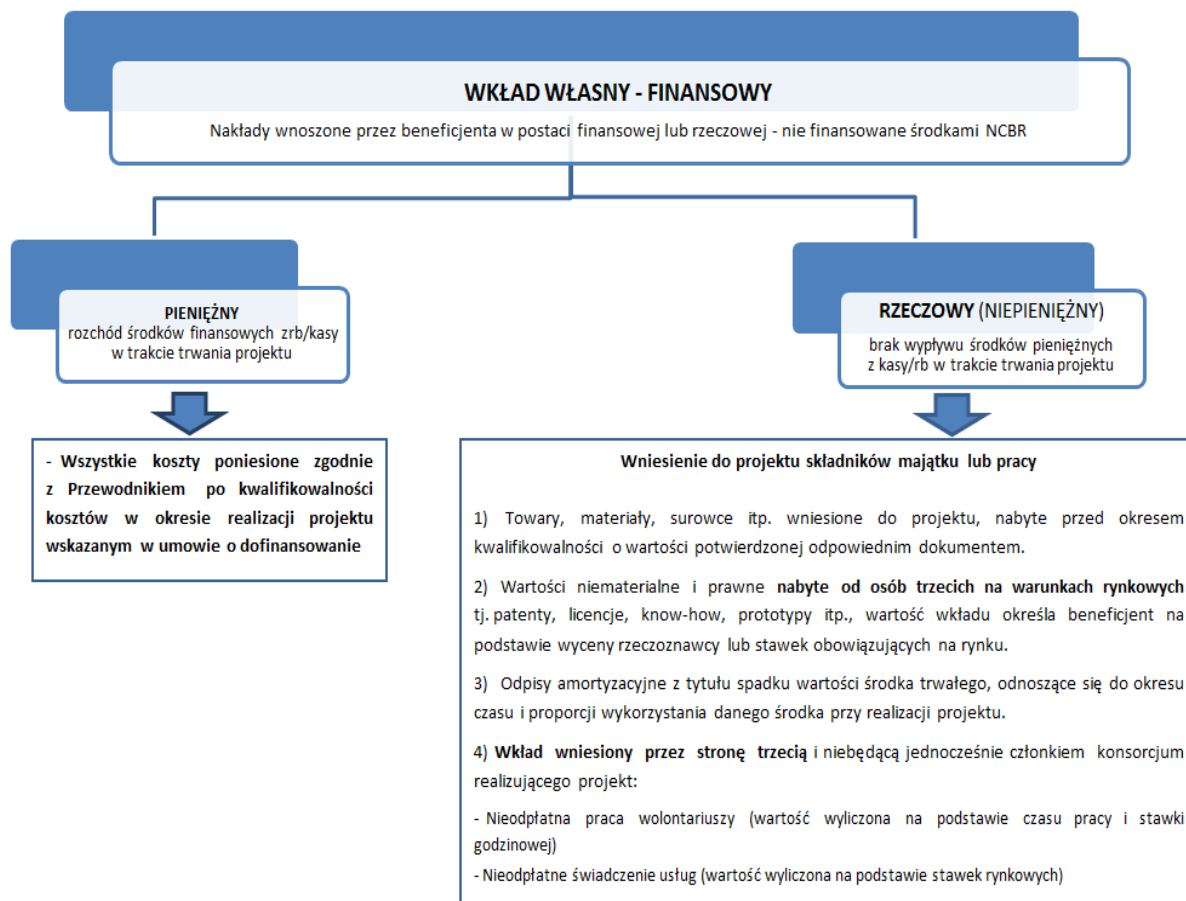 WKŁAD WŁASNY - FINANSOWY
Nakłady wnoszone przez beneficjenta w postaci finansowej lub rzeczowej - nie finansowane środkami NCBR
PIENIĘŻNY
rozchód środków finansowych zrb/kasy
w trakcie trwania projektu
RZECZOWY (NIEPIENIĘŻNY)
brak wypływu środków pieniężnych
z kasy/rb w trakcie trwania projektu
- Wszystkie koszty poniesione zgodnie
z Przewodnikiem po kwalifikowalności
kosztów w okresie realizacji projektu
wskazanym w umowie o dofinansowanie
Wniesienie do projektu składników majątku lub pracy
1) Towary, materiały, surowce itp. wniesione do projektu, nabyte przed okresem
kwalifikowalności o wartości potwierdzonej odpowiednim dokumentem.
2) Wartości niematerialne i prawne nabyte od osób trzecich na warunkach rynkowych
tj. patenty, licencje, know-how, prototypy itp., wartość wkładu określa beneficjent na
podstawie wyceny rzeczoznawcy lub stawek obowiązujących na rynku.
3) Odpisy amortyzacyjne z tytułu spadku wartości środka trwałego, odnoszące się do okresu
czasu i proporcji wykorzystania danego środka przy realizacji projektu.
4) Wkład wniesiony przez stronę trzecią i niebędącą jednocześnie członkiem konsorcjum
realizującego projekt:
- Nieodpłatna praca wolontariuszy (wartość wyliczona na podstawie czasu pracy i stawki
godzinowej)
- Nieodpłatne świadczenie usług (wartość wyliczona na podstawie stawek rynkowych)